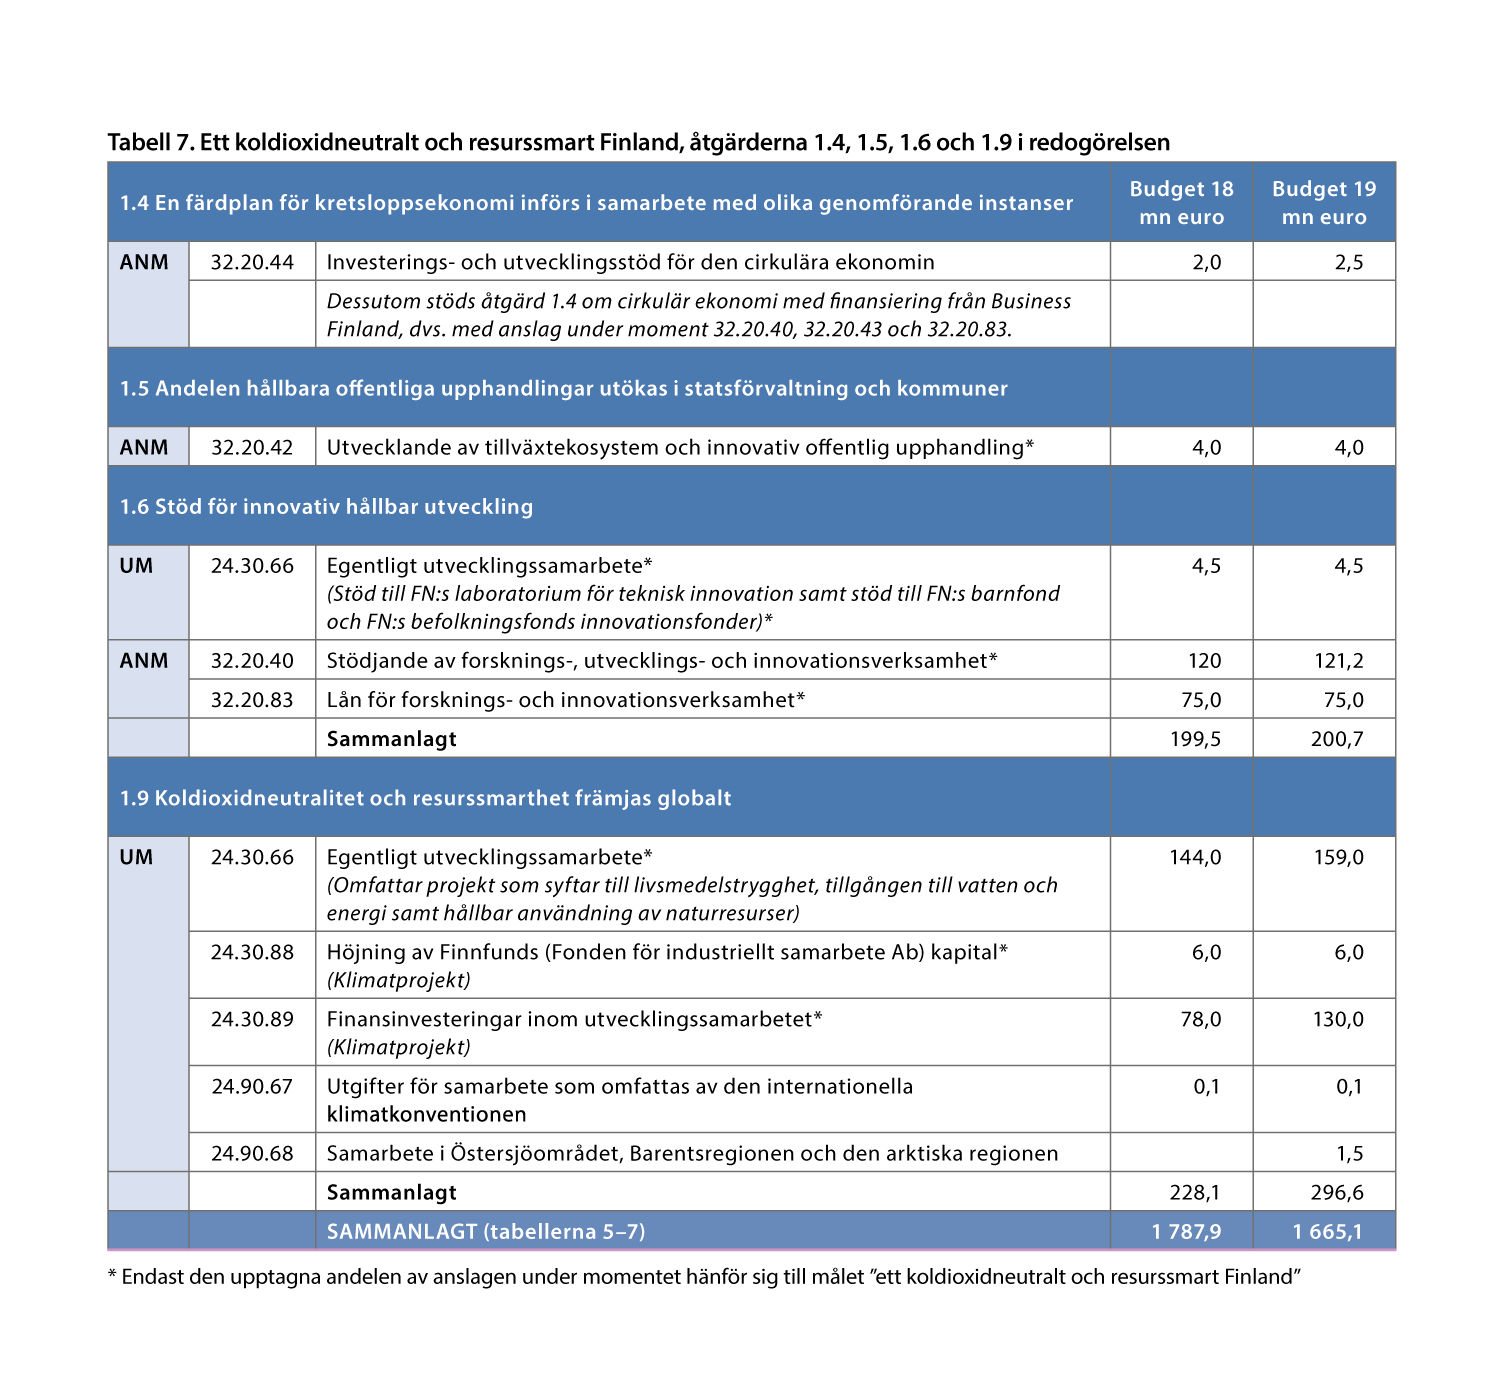 Tabell 7. Ett koldioxidneutralt och resurssmart Finland, åtgärderna 1.4, 1.5, 1.6 och 1.9 i redogörelsen
1.4 En färdplan för kretsloppsekonomi införs i samarbete med olika genomförande instanser
Budget 18 mn euro
Budget 19 mn euro
ANM 32.20.44 Investerings- och utvecklingsstöd för den cirkulära ekonomin 2,0 2,5
Dessutom stöds åtgärd 1.4 om cirkulär ekonomi med finansiering från Business
Finland, dvs. med anslag under moment 32.20.40, 32.20.43 och 32.20.83.
1.5 Andelen hållbara offentliga upphandlingar utökas i statsförvaltning och kommuner
ANM 32.20.42 Utvecklande av tillväxtekosystem och innovativ offentlig upphandling* 4,0 4,0
1.6 Stöd för innovativ hållbar utveckling
UM 24.30.66 Egentligt utvecklingssamarbete* 4,5 4,5
(Stöd till FN:s laboratorium för teknisk innovation samt stöd till FN:s barnfond
och FN:s befolkningsfonds innovationsfonder)*
ANM 32.20.40 Stödjande av forsknings-, utvecklings- och innovationsverksamhet* 120 121,2
32.20.83 Lån för forsknings- och innovationsverksamhet* 75,0 75,0
Sammanlagt 199,5 200,7
1.9 Koldioxidneutralitet och resurssmarthet främjas globalt
UM 24.30.66 Egentligt utvecklingssamarbete* 144,0 159,0
(Omfattar projekt som syftar till livsmedelstrygghet, tillgången till vatten och
energi samt hållbar användning av naturresurser)
24.30.88 Höjning av Finnfunds (Fonden för industriellt samarbete Ab) kapital* 6,0 6,0
(Klimatprojekt)
24.30.89 Finansinvesteringar inom utvecklingssamarbetet* 78,0 130,0
(Klimatprojekt)
24.90.67 Utgifter för samarbete som omfattas av den internationella 0,1 0,1
klimatkonventionen
24.90.68 Samarbete i Östersjöområdet, Barentsregionen och den arktiska regionen 1,5
Sammanlagt 228,1 296,6
SAMMANLAGT (tabellerna 5–7) 1 787,9 1 665,1
* Endast den upptagna andelen av anslagen under momentet hänför sig till målet ”ett koldioxidneutralt och resurssmart Finland”